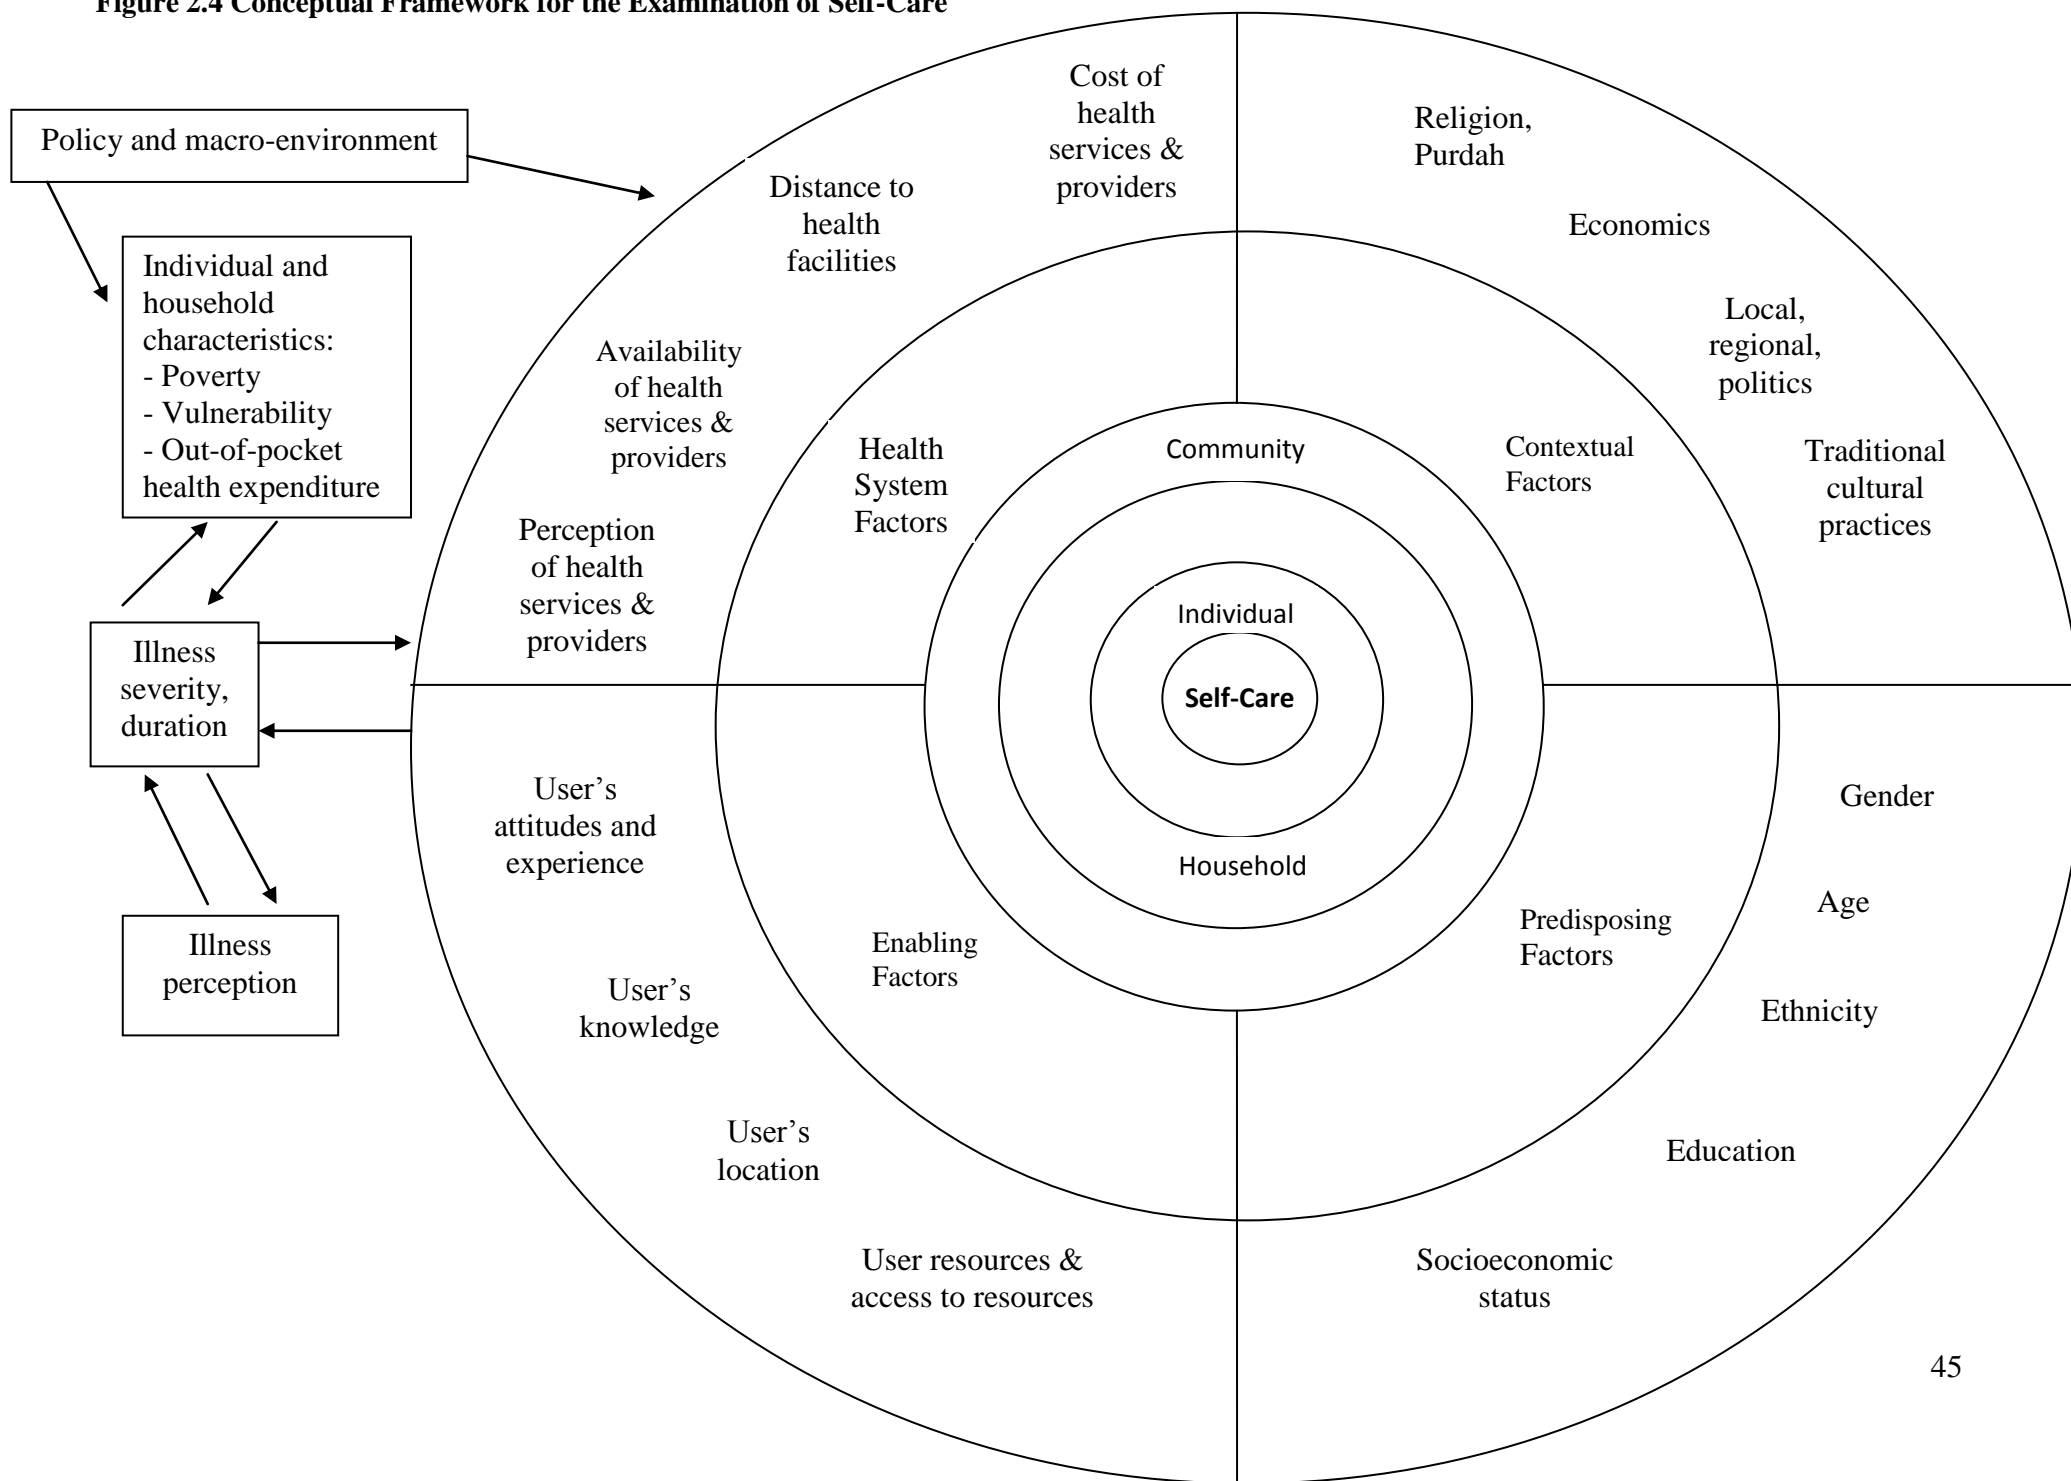 Figure 2.4 Conceptual Framework for the Examination of Self-Care
Policy and macro-environment
Individual and
household
characteristics:
- Poverty
- Vulnerability
- Out-of-pocket
health expenditure
Illness
severity,
duration
Illness
perception
Cost of
health
services &
providers
Distance to
health
facilities
Availability
of health
services &
providers
Perception
of health
services &
providers
Health
System
Factors
Religion,
Purdah
Economics
Local,
regional,
politics
Traditional
cultural
practices
Contextual
Factors
Community
Individual
Self-Care
Household
User’s
attitudes and
experience
User’s
knowledge
User’s
location
User resources &
access to resources
Enabling
Factors
Predisposing
Factors
Gender
Age
Ethnicity
Education
Socioeconomic
status
45